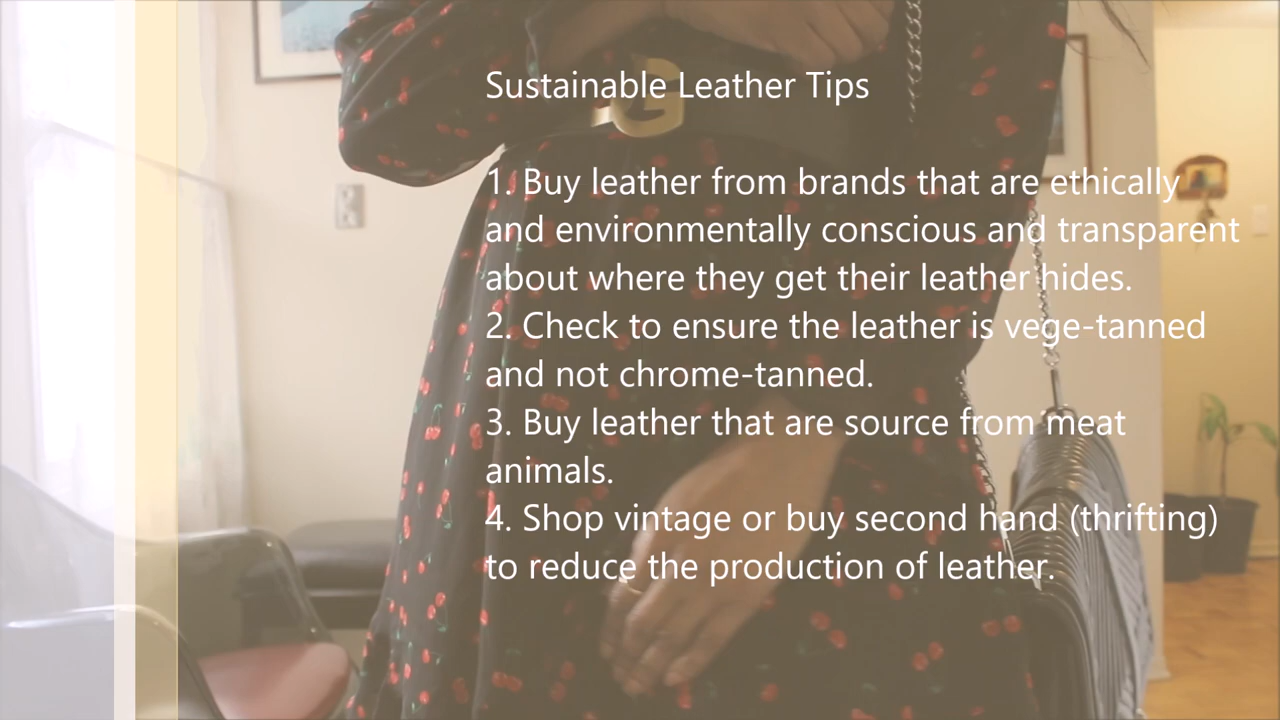 Sustainable Leather Tips
1. Buy leather from brands that are ethically
and environmentally conscious and transparent
about where they get their leather hides.
2. Check to ensure the leather is vege-tanned
and not chrome-tanned.
3. Buy leather that are source from meat
animals.
4. Shop vintage or buy second hand (thrifting)
to reduce the production of leather.